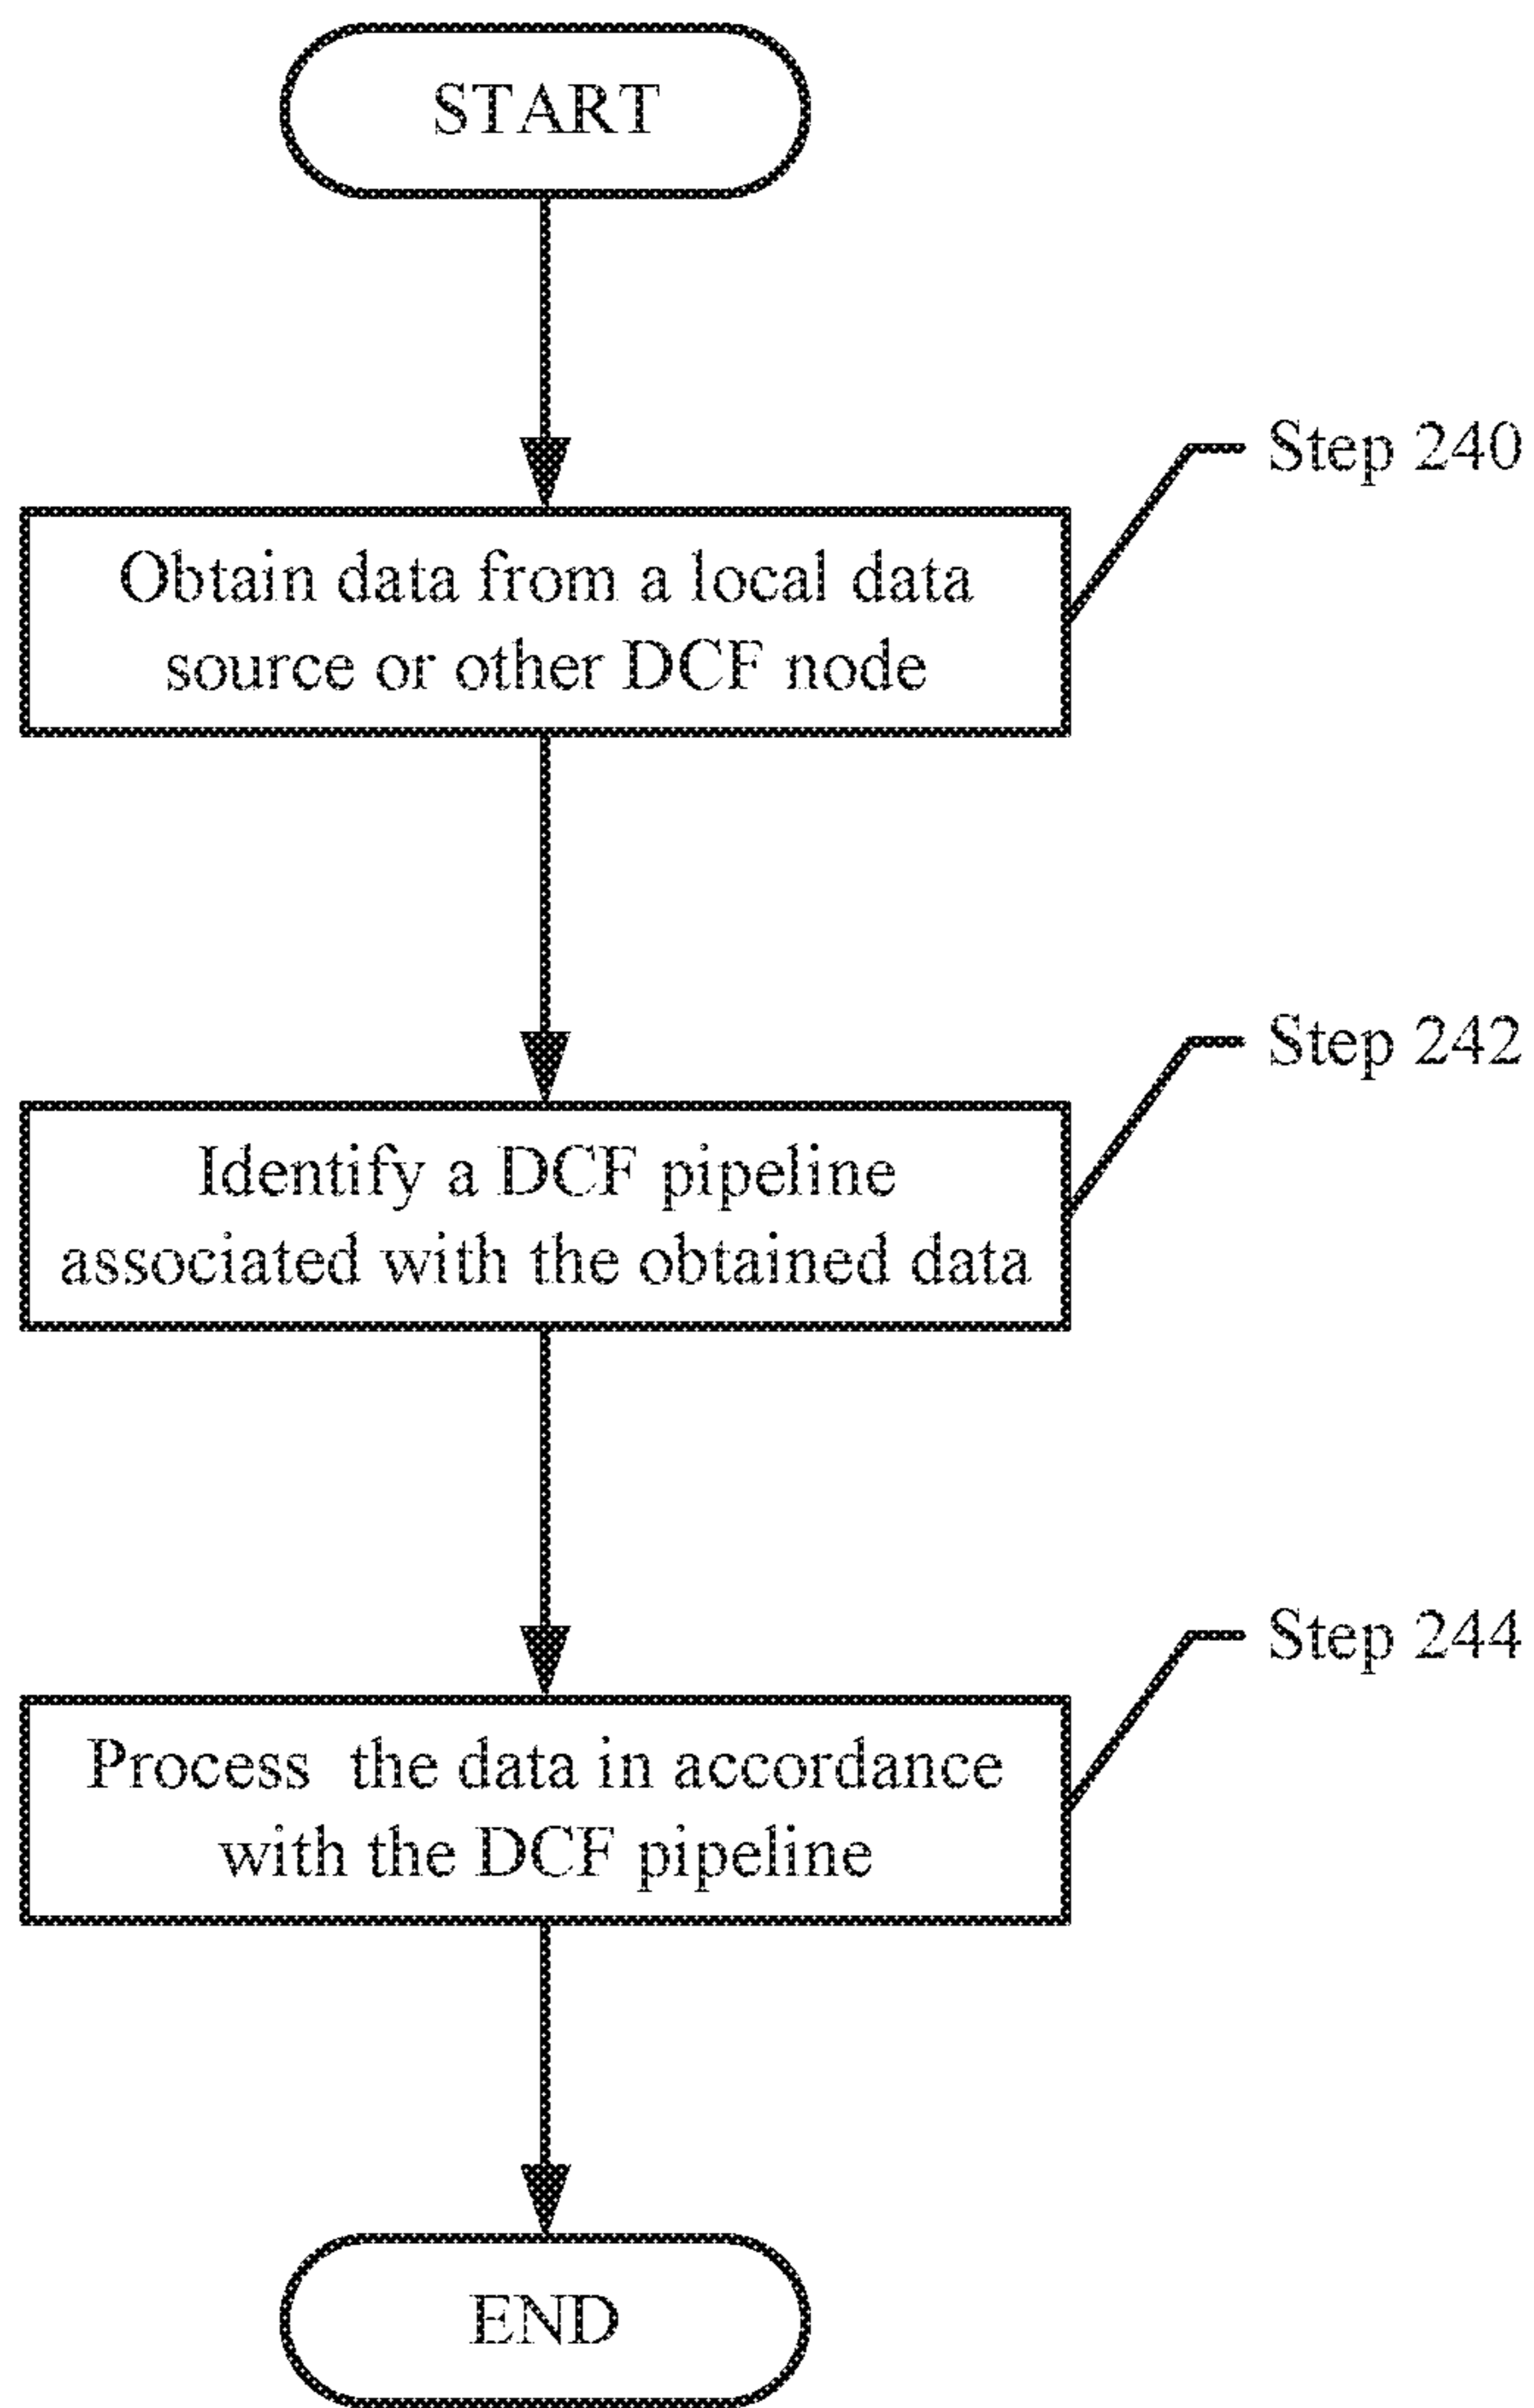 START
Step 240
Obtain data from a local data
source or other DCF node
Step 242
Identify a DCF pipeline
associated with the obtained data
Step 244
Process the data in accordance
with the DCF pipeline
END